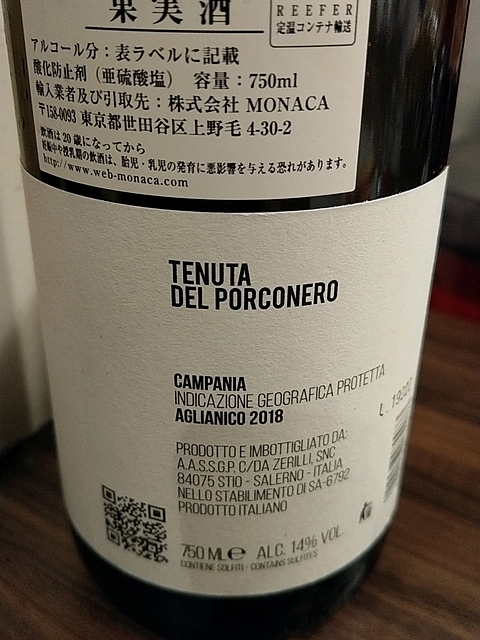 果実酒
REEFER
定温コンテナ輸送
アルコール分：表ラベルに記載
酸化防止剤（亜硫酸塩） 容量：750ml
輸入業者及び引取先：株式会社 MONACA
〒158-0093 東京都世田谷区上野毛 4-30-2
飲酒は20歳になってから
妊娠中や授乳期の飲酒は、胎児・乳児の発育に悪影響を与える恐れがあります。
http://www.web-monaca.com
TENUTA
DEL PORCONERO
CAMPANIA
INDICAZIONE GEOGRAFICA PROTETTA
AGLIANICO 2018
PRODOTTO E IMBOTTIGLIATO DA:
A.A.S.S.G.P. C/DA ZERILLI, SNC
84075 STIO - SALERNO - ITALIA
NELLO STABILIMENTO DI SA-6792
PRODOTTO ITALIANO
750 ML e ALC. 14% VOL.
CONTIENE SOLFITI - CONTAINS SULFITES